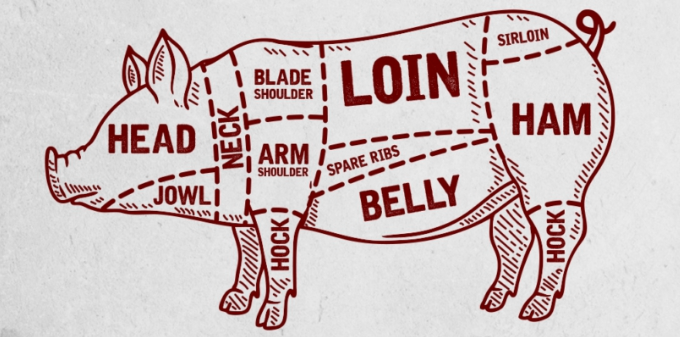 HEAD
JOWL
NECK
BLADE
SHOULDER
ARM
SHOULDER
HOCK
LOIN
SPARE RIBS
BELLY
SIRLOIN
HAM
HOCK